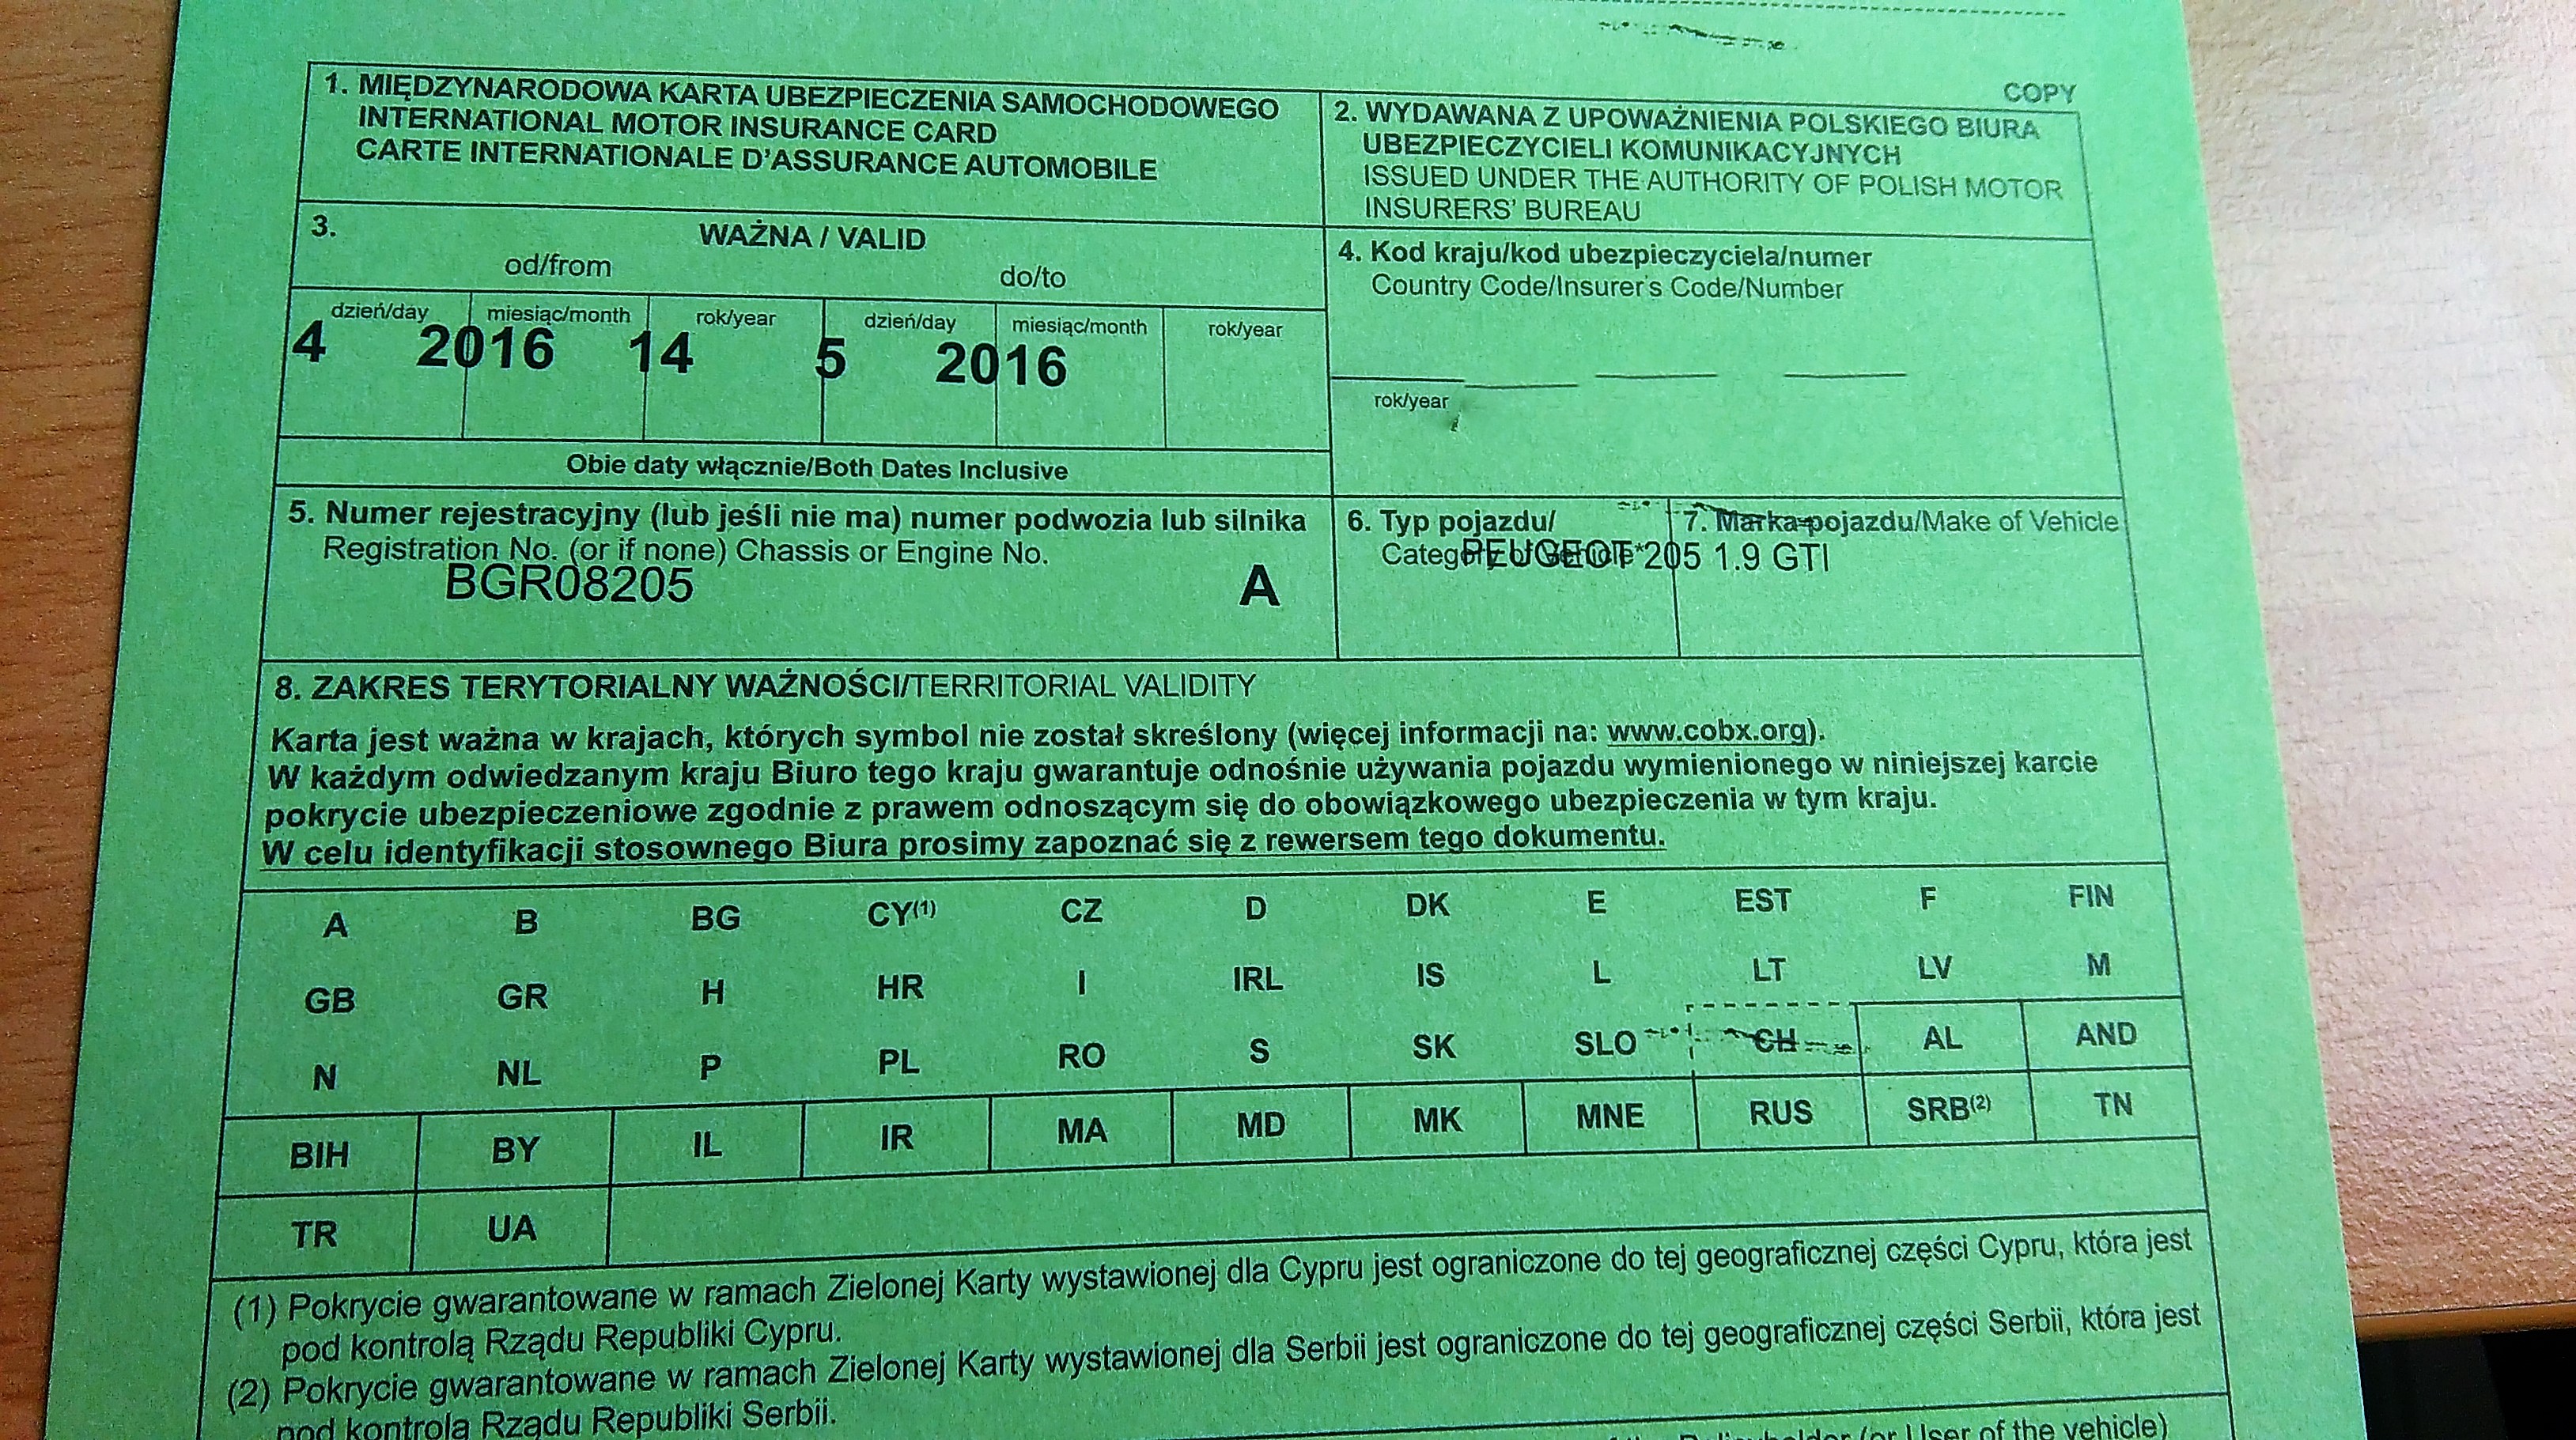 COPY
1. MIĘDZYNARODOWA KARTA UBEZPIECZENIA SAMOCHODOWEGO
INTERNATIONAL MOTOR INSURANCE CARD
CARTE INTERNATIONALE D'ASSURANCE AUTOMOBILE
2. WYDAWANA Z UPOWAŻNIENIA POLSKIEGO BIURA
UBEZPIECZYCIELI KOMUNIKACYJNYCH
ISSUED UNDER THE AUTHORITY OF POLISH MOTOR
INSURERS' BUREAU
3. WAŻNA / VALID
od/from do/to
dzień/day miesiąc/month rok/year dzień/day miesiąc/month rok/year
4 2016 14 5 2016
Obie daty włącznie/Both Dates Inclusive
4. Kod kraju/kod ubezpieczyciela/numer
Country Code/Insurer's Code/Number
rok/year
5. Numer rejestracyjny (lub jeśli nie ma) numer podwozia lub silnika
Registration No. (or if none) Chassis or Engine No.
BGR08205 A
6. Typ pojazdu/
Category of Vehicle*
7. Marka pojazdu/Make of Vehicle
PEUGEOT 205 1.9 GTI
8. ZAKRES TERYTORIALNY WAŻNOŚCI/TERRITORIAL VALIDITY
Karta jest ważna w krajach, których symbol nie został skreślony (więcej informacji na: www.cobx.org).
W każdym odwiedzanym kraju Biuro tego kraju gwarantuje odnośnie używania pojazdu wymienionego w niniejszej karcie
pokrycie ubezpieczeniowe zgodnie z prawem odnoszącym się do obowiązkowego ubezpieczenia w tym kraju.
W celu identyfikacji stosownego Biura prosimy zapoznać się z rewersem tego dokumentu.
A B BG CY(1) CZ D DK E EST F FIN
GB GR H HR I IRL IS L LT LV M
N NL P PL RO S SK SLO CH AL AND
BIH BY IL IR MA MD MK MNE RUS SRB(2) TN
TR UA
(1) Pokrycie gwarantowane w ramach Zielonej Karty wystawionej dla Cypru jest ograniczone do tej geograficznej części Cypru, która jest
pod kontrolą Rządu Republiki Cypru.
(2) Pokrycie gwarantowane w ramach Zielonej Karty wystawionej dla Serbii jest ograniczone do tej geograficznej części Serbii, która jest
pod kontrolą Rządu Republiki Serbii.
(or User of the vehicle)